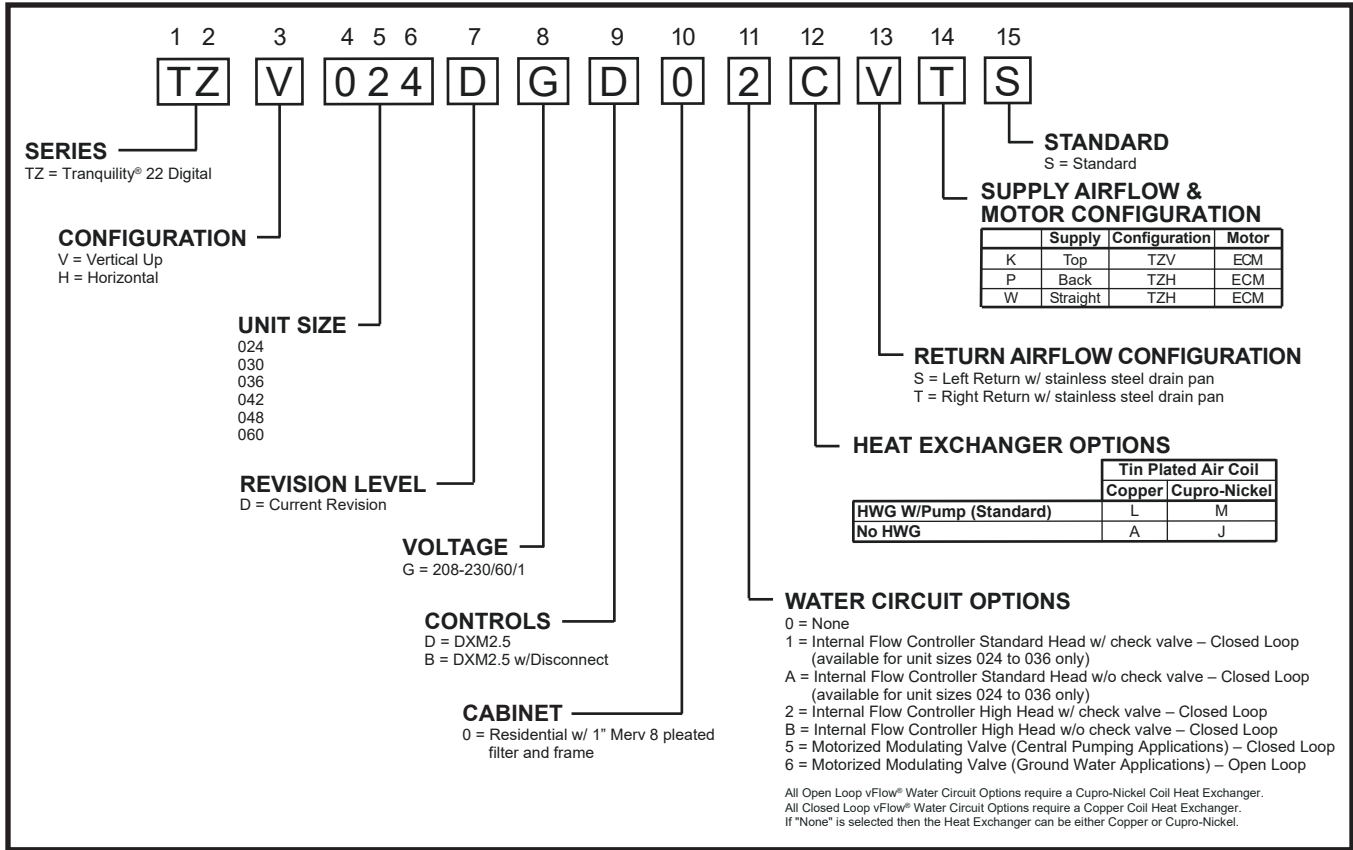 1 2 3 4 5 6 7 8 9 10 11 12 13 14 15
TZ V 024 D G D 0 2 C V T S
SERIES
TZ = Tranquility® 22 Digital
CONFIGURATION
V = Vertical Up
H = Horizontal
UNIT SIZE
024
030
036
042
048
060
REVISION LEVEL
D = Current Revision
VOLTAGE
G = 208-230/60/1
CONTROLS
D = DXM2.5
B = DXM2.5 w/Disconnect
CABINET
0 = Residential w/ 1" Merv 8 pleated
filter and frame
STANDARD
S = Standard
SUPPLY AIRFLOW &
MOTOR CONFIGURATION
Supply Configuration Motor
K Top TZV ECM
P Back TZH ECM
W Straight TZH ECM
RETURN AIRFLOW CONFIGURATION
S = Left Return w/ stainless steel drain pan
T = Right Return w/ stainless steel drain pan
HEAT EXCHANGER OPTIONS
Tin Plated Air Coil
Copper Cupro-Nickel
HWG W/Pump (Standard) L M
No HWG A J
WATER CIRCUIT OPTIONS
0 = None
1 = Internal Flow Controller Standard Head w/ check valve – Closed Loop
(available for unit sizes 024 to 036 only)
A = Internal Flow Controller Standard Head w/o check valve – Closed Loop
(available for unit sizes 024 to 036 only)
2 = Internal Flow Controller High Head w/ check valve – Closed Loop
B = Internal Flow Controller High Head w/o check valve – Closed Loop
5 = Motorized Modulating Valve (Central Pumping Applications) – Closed Loop
6 = Motorized Modulating Valve (Ground Water Applications) – Open Loop
All Open Loop vFlow® Water Circuit Options require a Cupro-Nickel Coil Heat Exchanger.
All Closed Loop vFlow® Water Circuit Options require a Copper Coil Heat Exchanger.
If "None" is selected then the Heat Exchanger can be either Copper or Cupro-Nickel.